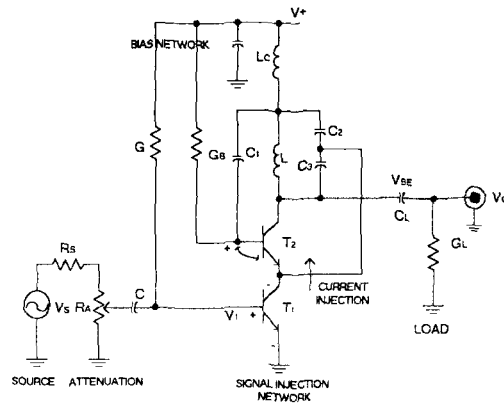 V+
BIAS NETWORK
LC
G
GB
C1
L
C2
C3
VBE
CL
T2
RS
VS
RA
C
V1
T1
CURRENT
INJECTION
GL
LOAD
SOURCE
ATTENUATION
SIGNAL INJECTION
NETWORK